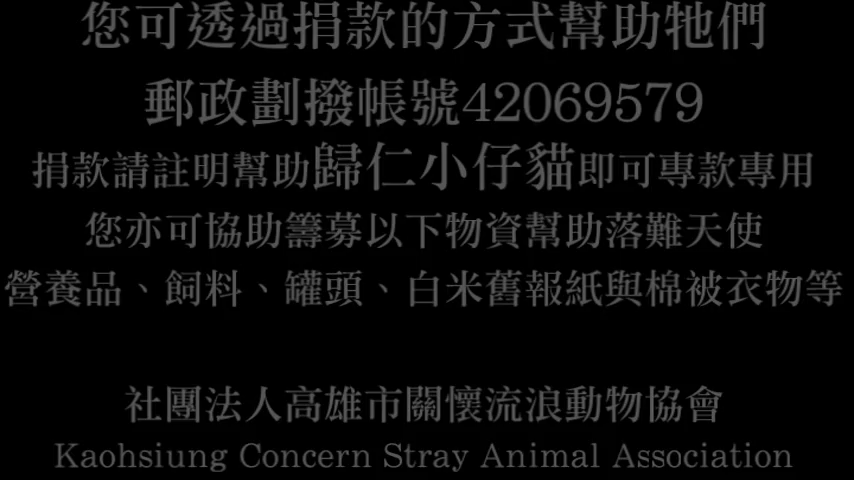 您可透過捐款的方式幫助牠們
郵政劃撥帳號42069579
捐款請註明幫助歸仁小仔貓即可專款專用
您亦可協助籌募以下物資幫助落難天使
營養品、飼料、罐頭、白米舊報紙與棉被衣物等
社團法人高雄市關懷流浪動物協會
Kaohsiung Concern Stray Animal Association